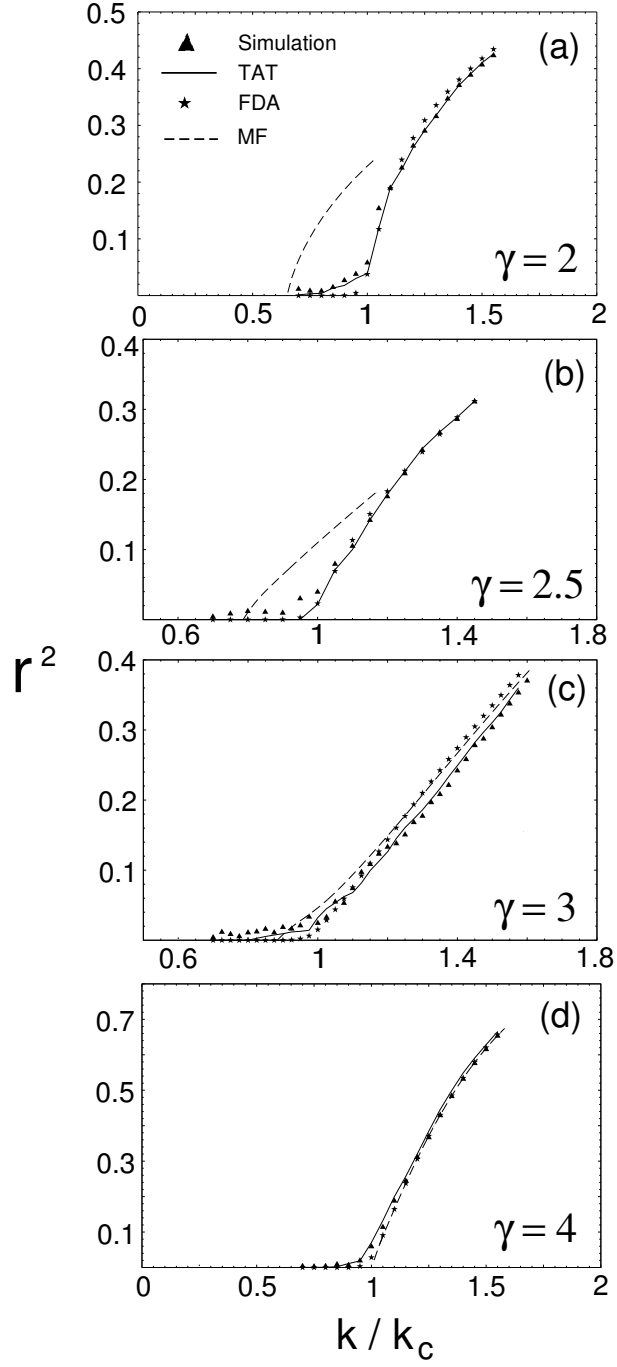 0.5
(a)
Simulation
TAT
0.4
FDA
MF
0.3
0.2
0.1
γ = 2
0 0.5 1 1.5 2
0.4
(b)
0.3
0.2
0.1
γ = 2.5
0.6 1 1.4 1.8
r²
0.4
(c)
0.3
0.2
0.1
γ = 3
0.6 1 1.4 1.8
(d)
0.7
0.5
0.3
0.1
γ = 4
0 0.5 1 1.5 2
k / k_c